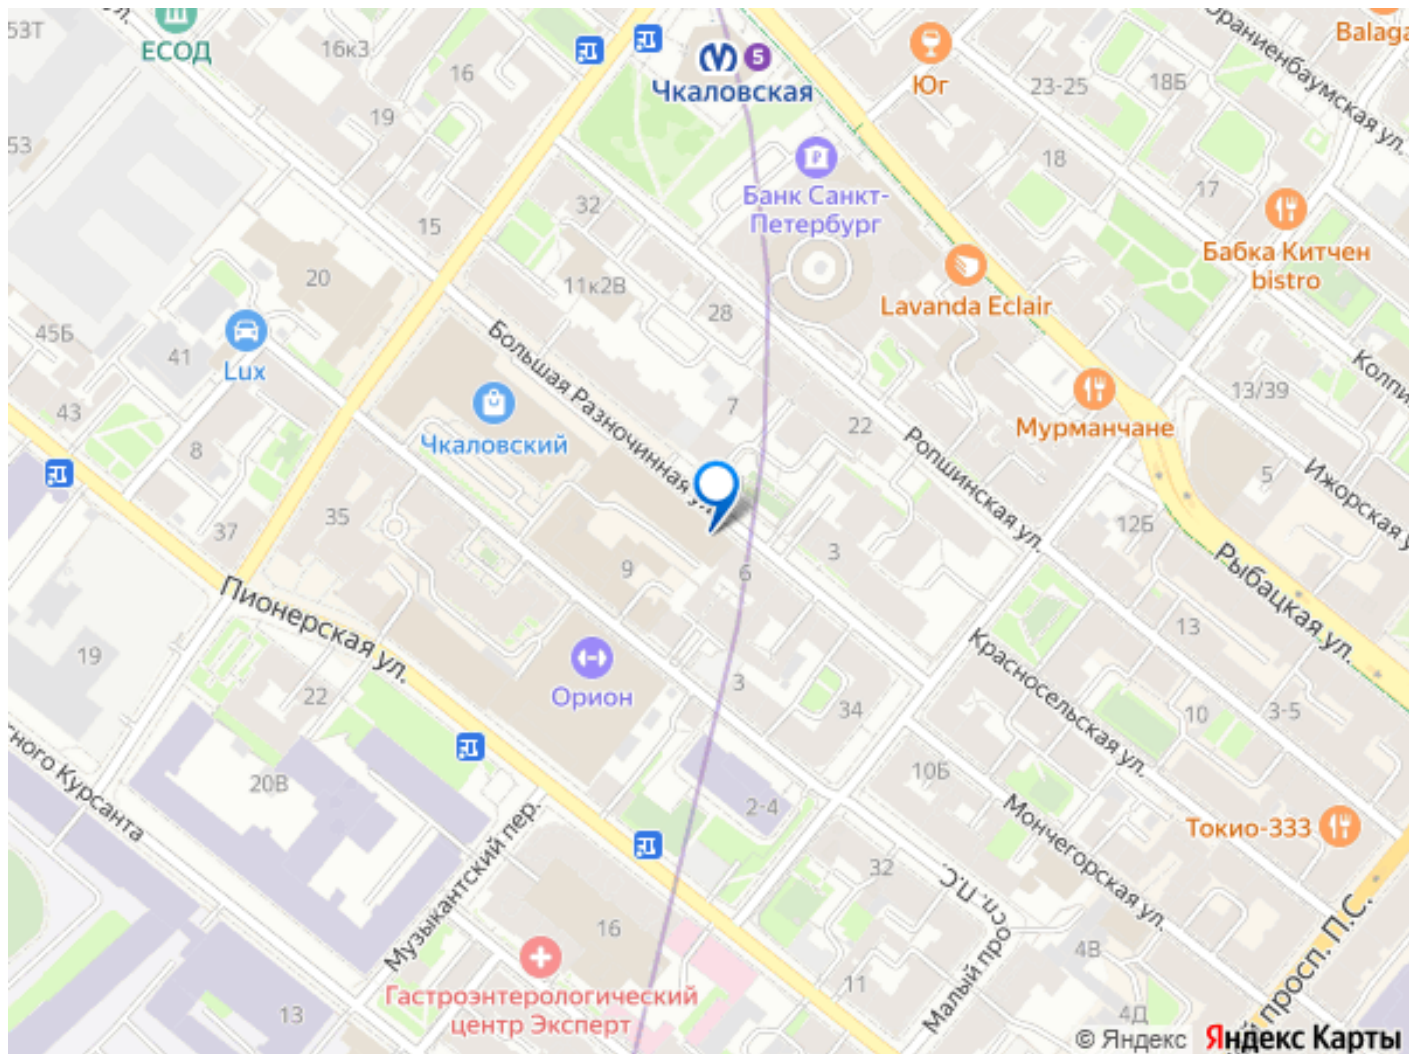 53Т
ул.
ЕСОД
16к3
16
19
5
Чкаловская
Юг
23-25
18Б
Balaga
Ораниенбаумская ул.
53
15
32
Банк Санкт-
Петербург
18
17
Бабка Китчен
bistro
20
11к2В
28
Lavanda Eclair
45Б
41
Lux
Большая Разночинная ул.
Чкаловский
7
22
Мурманчане
13/39
Колпи
43
8
37
35
9
6
3
Ропшинская ул.
12Б
5
Ижорская у
Рыбацкая ул.
Пионерская ул.
19
22
Орион
3
34
Красносельская ул.
13
10
3-5
20В
2-4
10Б
Мончегорская ул.
Токио-333
сного Курсанта
Музыкантский пер.
16
32
Малый просп. П.С.
4В
11
4Д
13
Гастроэнтерологический
центр Эксперт
й просп. П.С.
© Яндекс Яндекс Карты